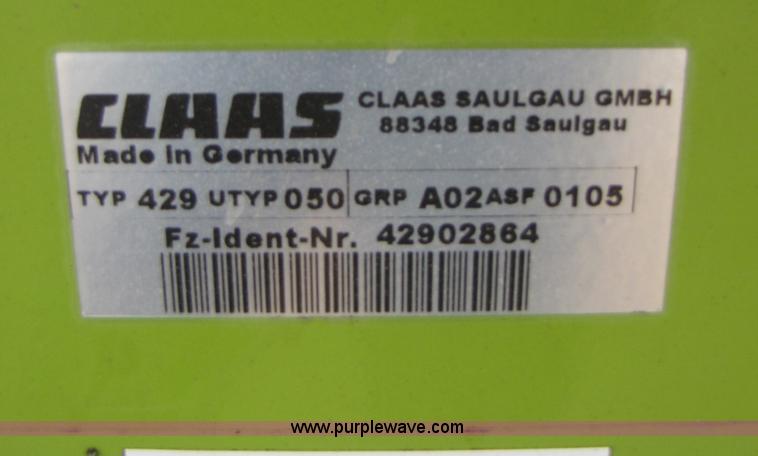 CLAAS CLAAS SAULGAU GMBH
88348 Bad Saulgau
Made in Germany
TYP 429 UTYP 050 GRP A02 ASF 0105
Fz-Ident-Nr. 42902864
www.purplewave.com
3